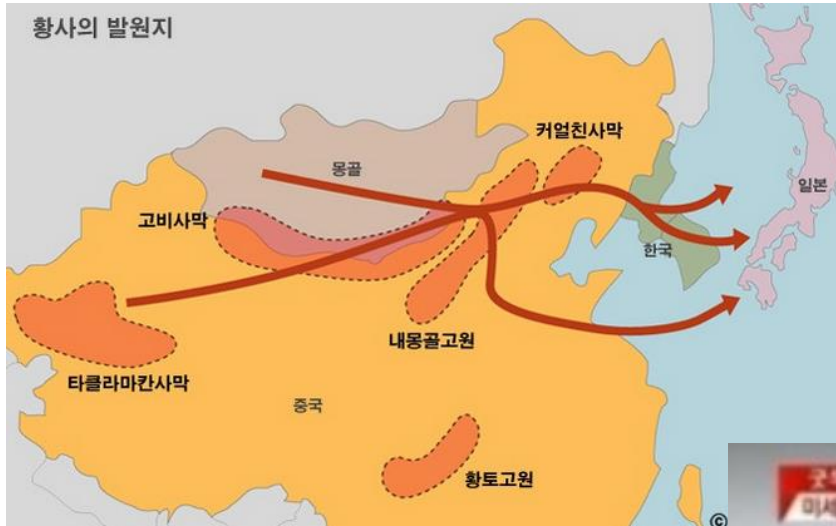 황사의 발원지
커얼친사막
몽골
일본
고비사막
한국
내몽골고원
타클라마칸사막
중국
황토고원
©